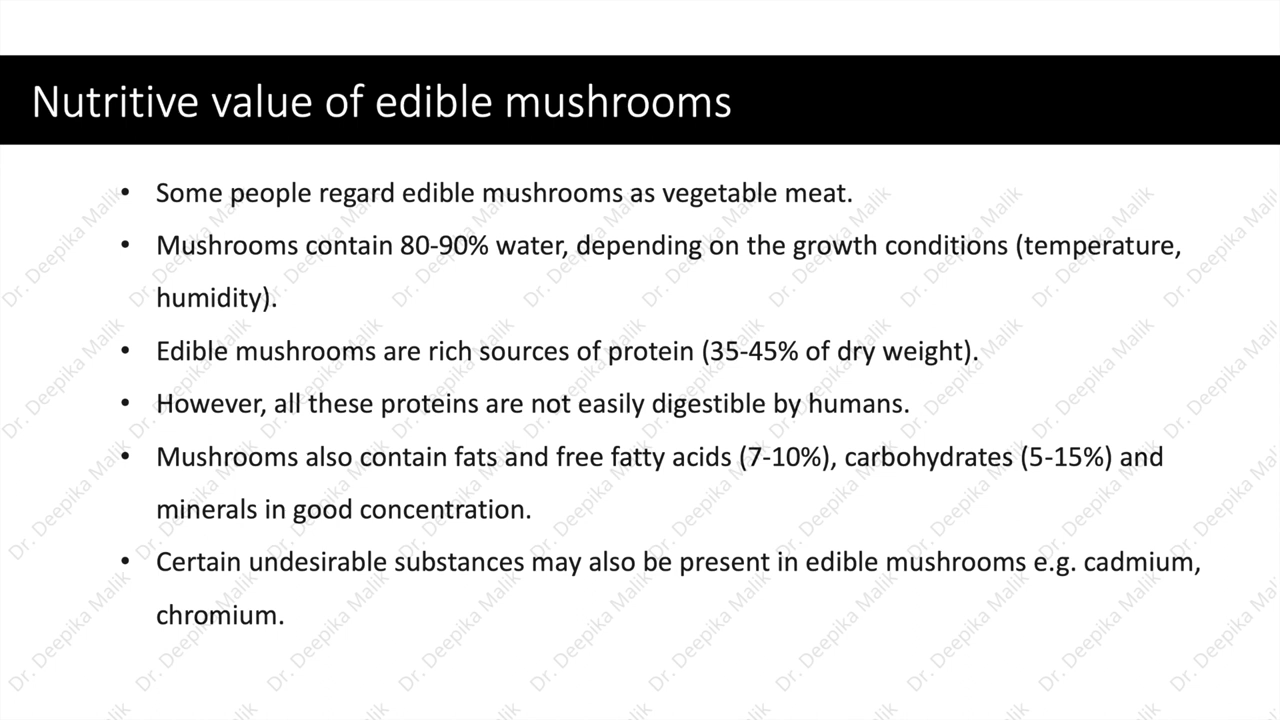 Nutritive value of edible mushrooms
• Some people regard edible mushrooms as vegetable meat.
• Mushrooms contain 80-90% water, depending on the growth conditions (temperature,
humidity).
• Edible mushrooms are rich sources of protein (35-45% of dry weight).
• However, all these proteins are not easily digestible by humans.
• Mushrooms also contain fats and free fatty acids (7-10%), carbohydrates (5-15%) and
minerals in good concentration.
• Certain undesirable substances may also be present in edible mushrooms e.g. cadmium,
chromium.
Dr. Deepika Malik